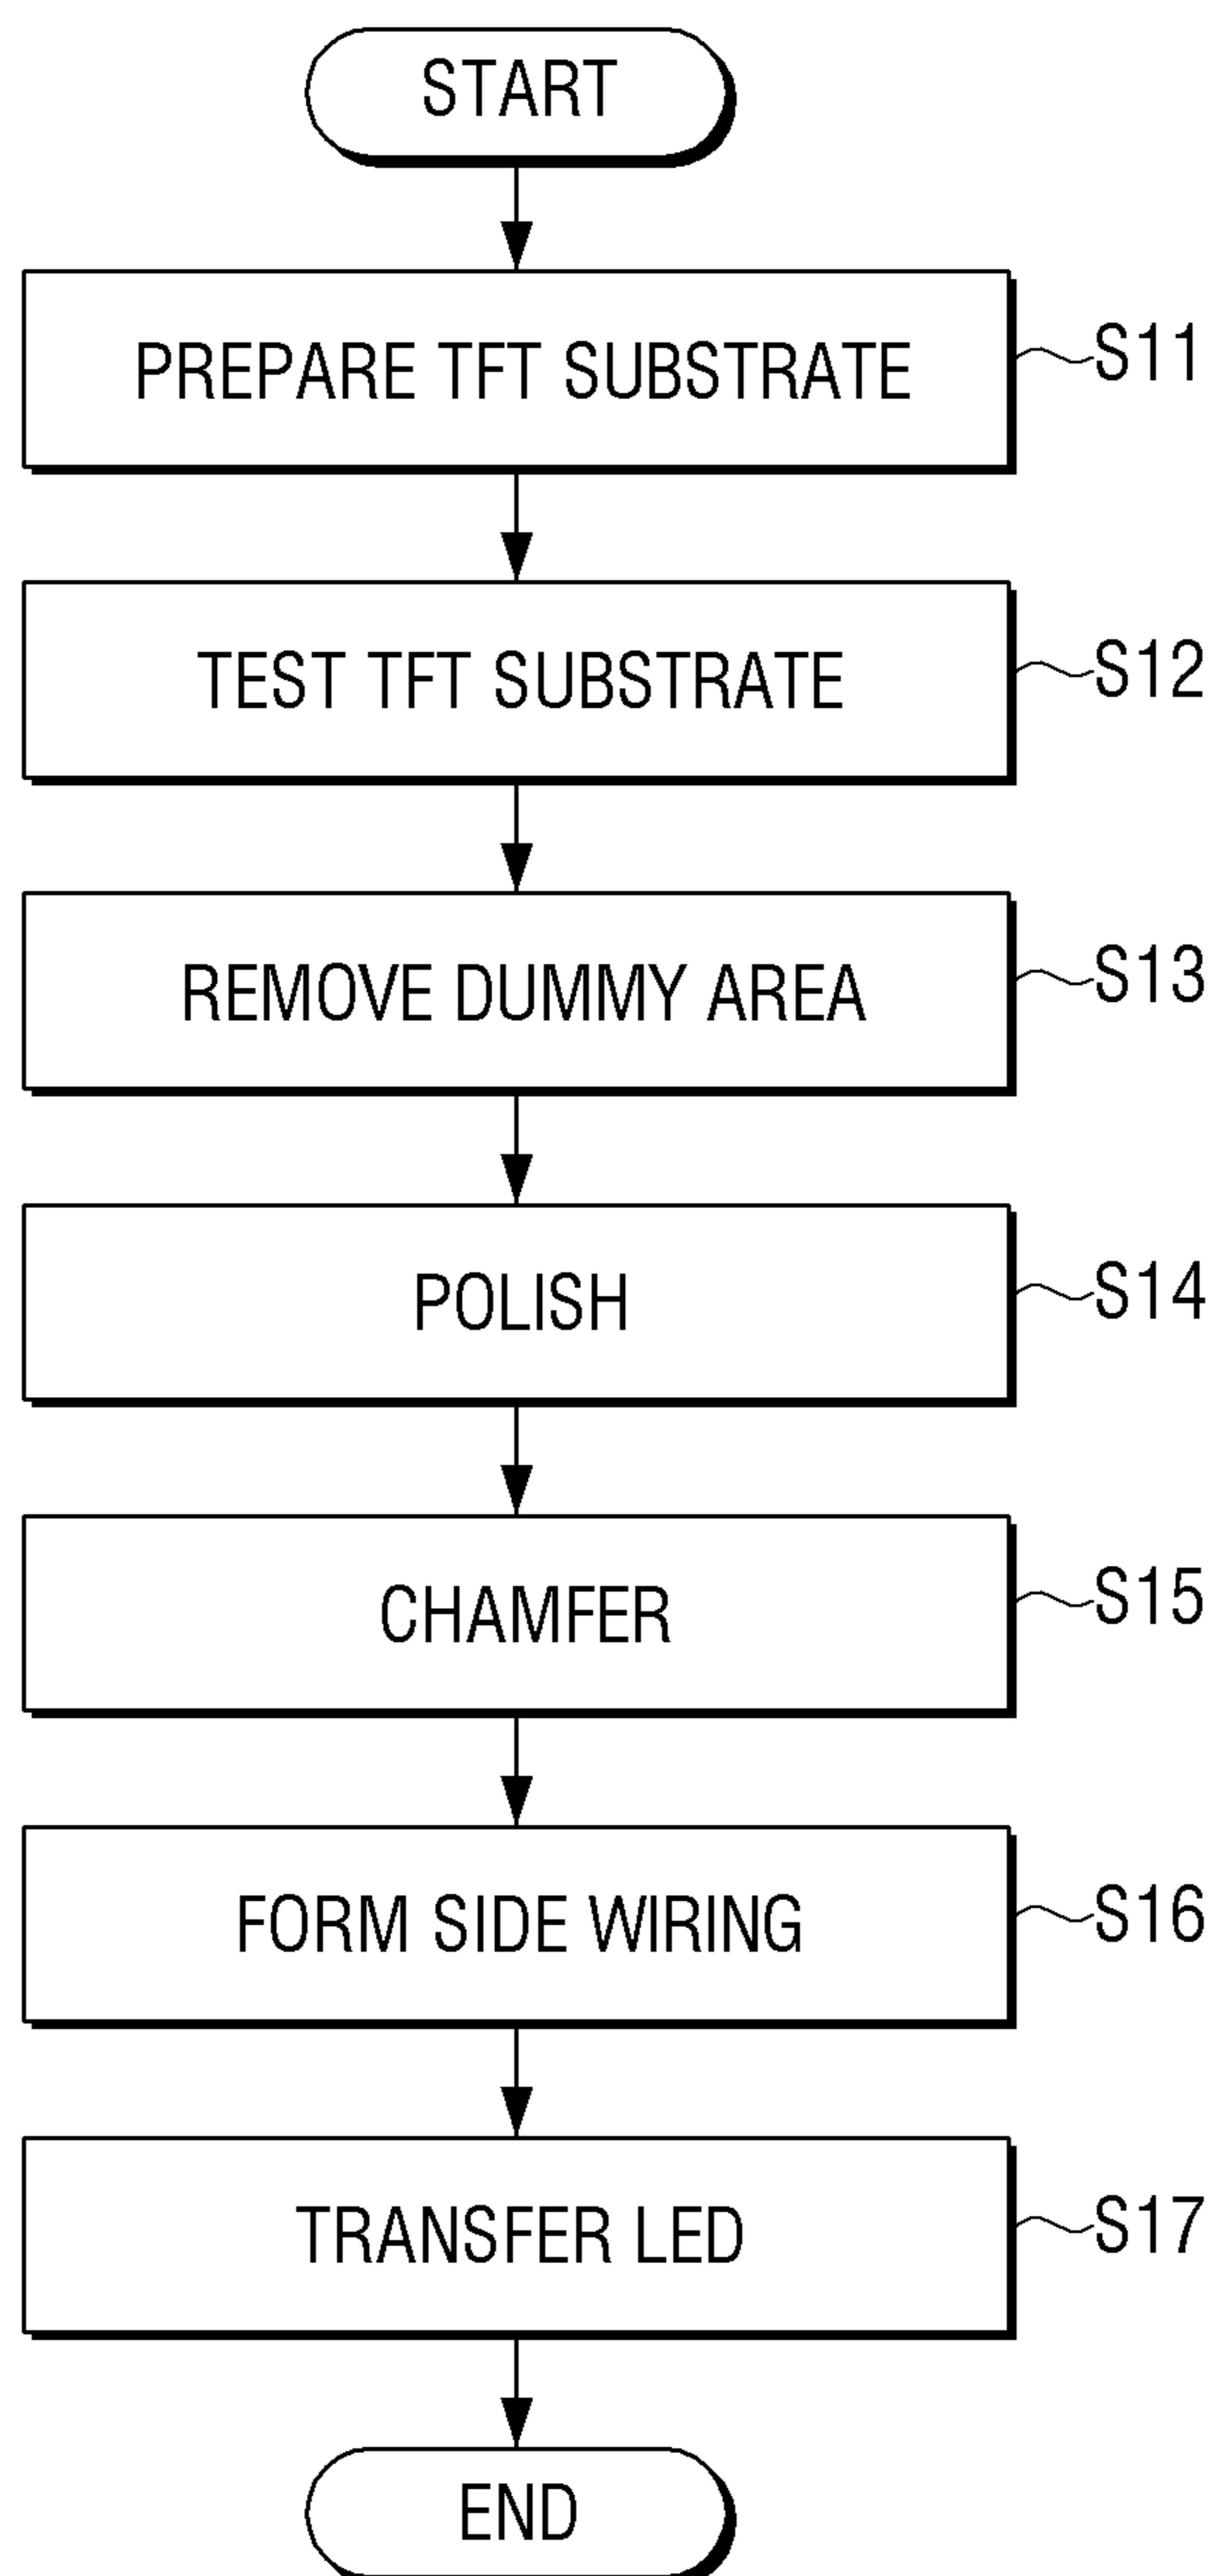 START
PREPARE TFT SUBSTRATE
S11
TEST TFT SUBSTRATE
S12
REMOVE DUMMY AREA
S13
POLISH
S14
CHAMFER
S15
FORM SIDE WIRING
S16
TRANSFER LED
S17
END